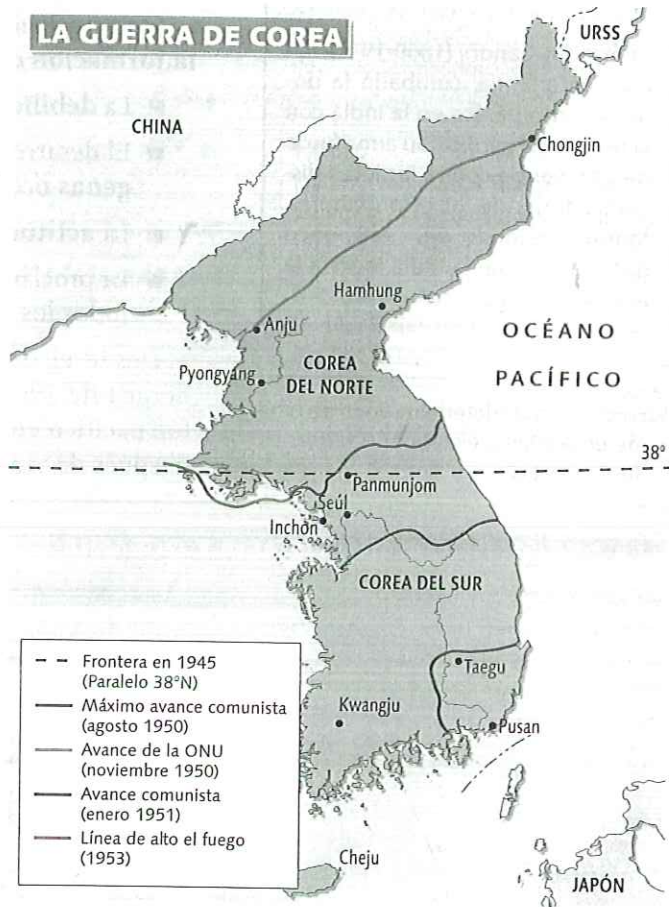 LA GUERRA DE COREA
URSS
CHINA
Chongjin
Hamhung
Anju
OCÉANO
PACÍFICO
COREA
DEL NORTE
Pyongyang
38°
Panmunjom
Seúl
Inchón
COREA DEL SUR
Taegu
Kwangju
Pusan
Cheju
JAPÓN
Frontera en 1945
(Paralelo 38°N)
Máximo avance comunista
(agosto 1950)
Avance de la ONU
(noviembre 1950)
Avance comunista
(enero 1951)
Línea de alto el fuego
(1953)